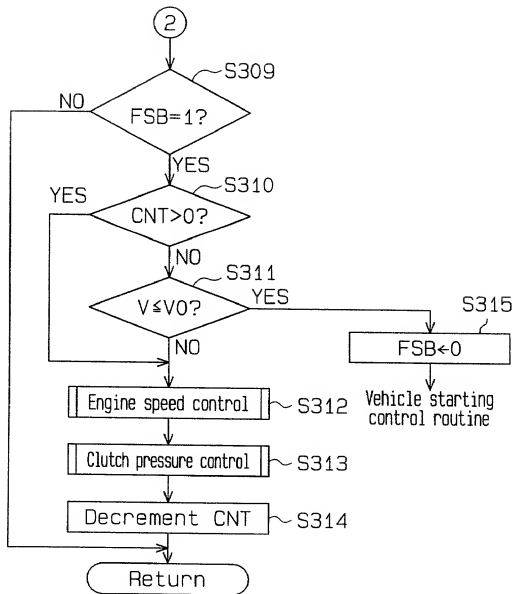 2
S309
NO
FSB=1?
YES
S310
YES
CNT>0?
NO
S311
V≦V0?
YES
S315
NO
FSB←0
Engine speed control
S312
Vehicle starting
control routine
Clutch pressure control
S313
Decrement CNT
S314
Return